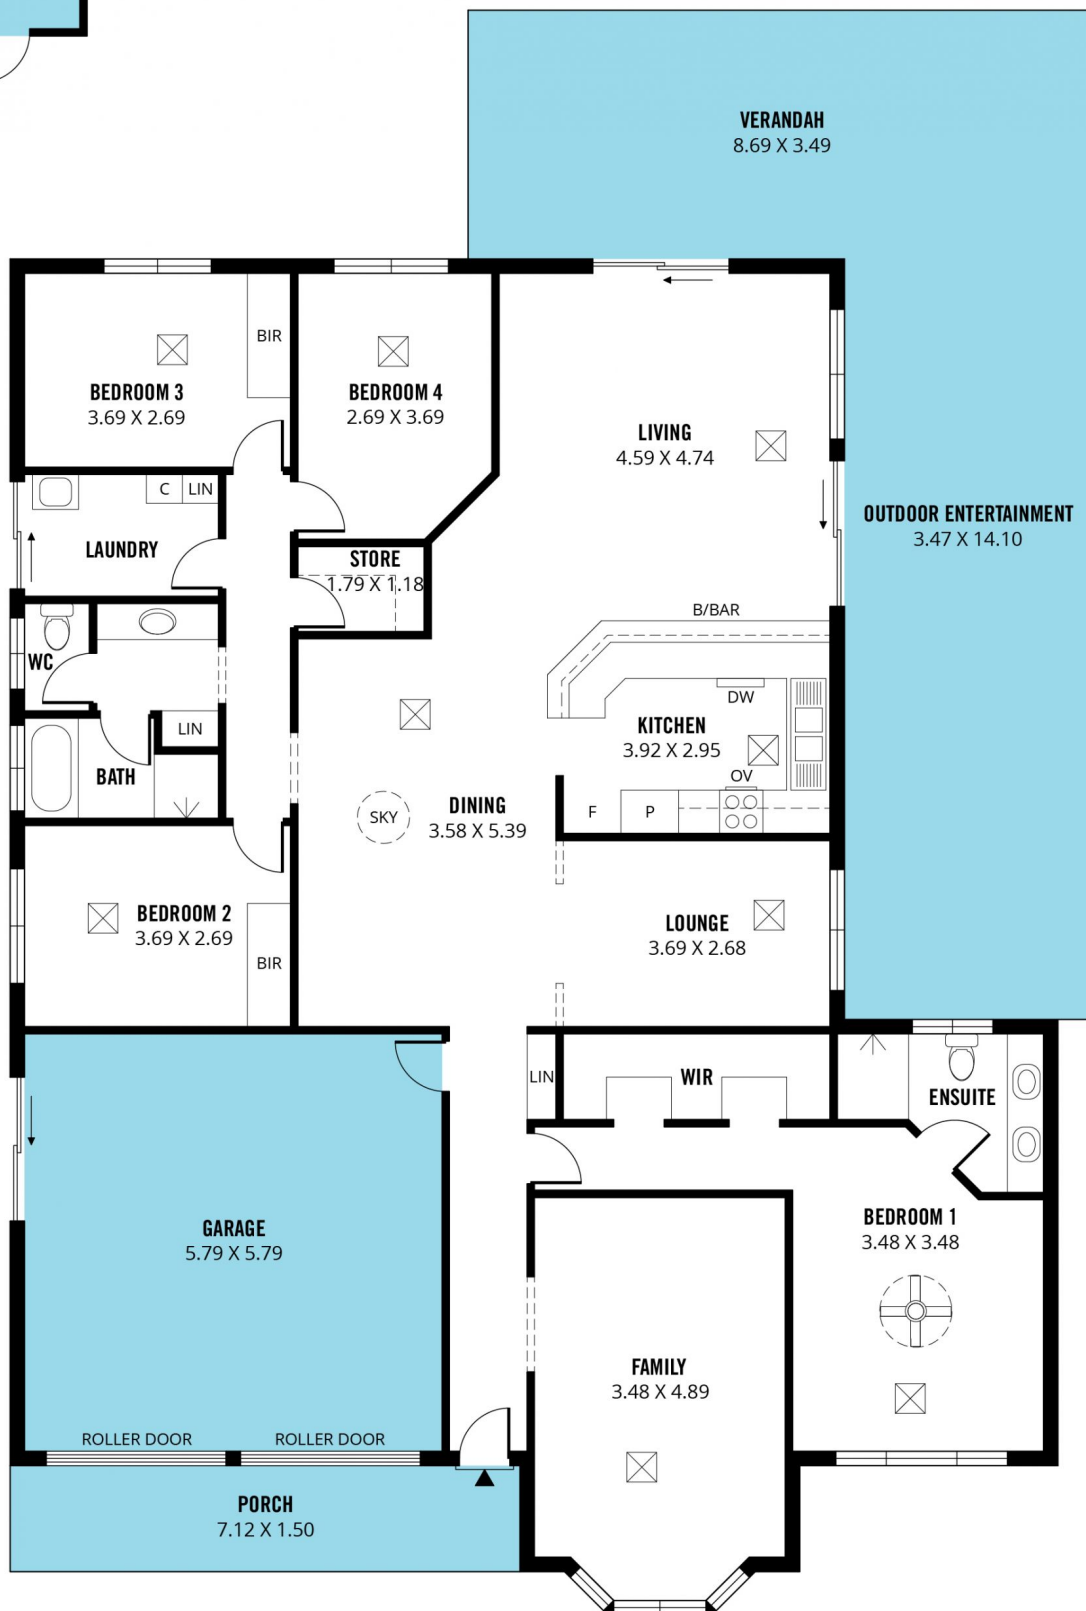 VERANDAH
8.69 X 3.49
BIR
BEDROOM 3
3.69 X 2.69
BEDROOM 4
2.69 X 3.69
LIVING
4.59 X 4.74
C
LIN
OUTDOOR ENTERTAINMENT
3.47 X 14.10
LAUNDRY
STORE
1.79 X 1.18
B/BAR
WC
DW
LIN
KITCHEN
3.92 X 2.95
BATH
OV
DINING
3.58 X 5.39
SKY
F
P
BEDROOM 2
3.69 X 2.69
LOUNGE
3.69 X 2.68
BIR
LIN
WIR
ENSUITE
GARAGE
5.79 X 5.79
BEDROOM 1
3.48 X 3.48
FAMILY
3.48 X 4.89
ROLLER DOOR
ROLLER DOOR
PORCH
7.12 X 1.50